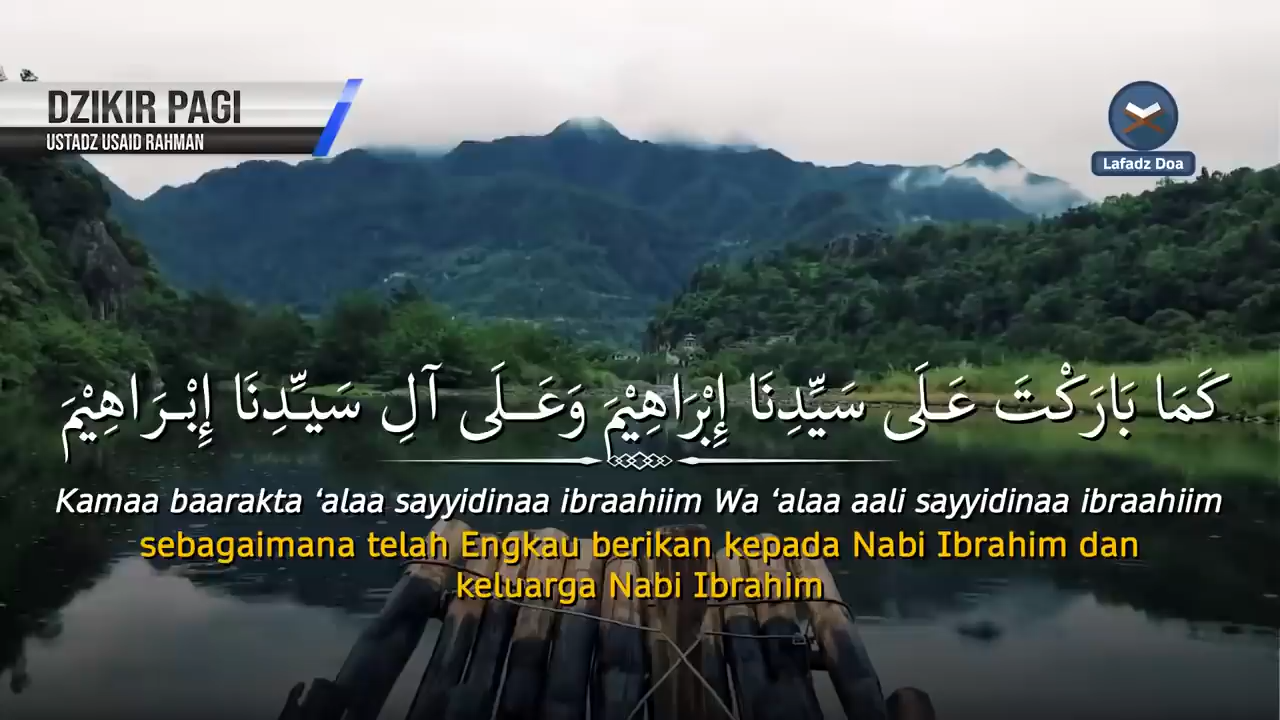 DZIKIR PAGI
USTADZ USAID RAHMAN
Lafadz Doa
كَمَا بَارَكْتَ عَلَى سَيِّدِنَا إِبْرَاهِيْمَ وَعَلَى آلِ سَيِّدِنَا إِبْرَاهِيْمَ
Kamaa baarakta ‘alaa sayyidinaa ibraahiim Wa ‘alaa aali sayyidinaa ibraahiim
sebagaimana telah Engkau berikan kepada Nabi Ibrahim dan
keluarga Nabi Ibrahim